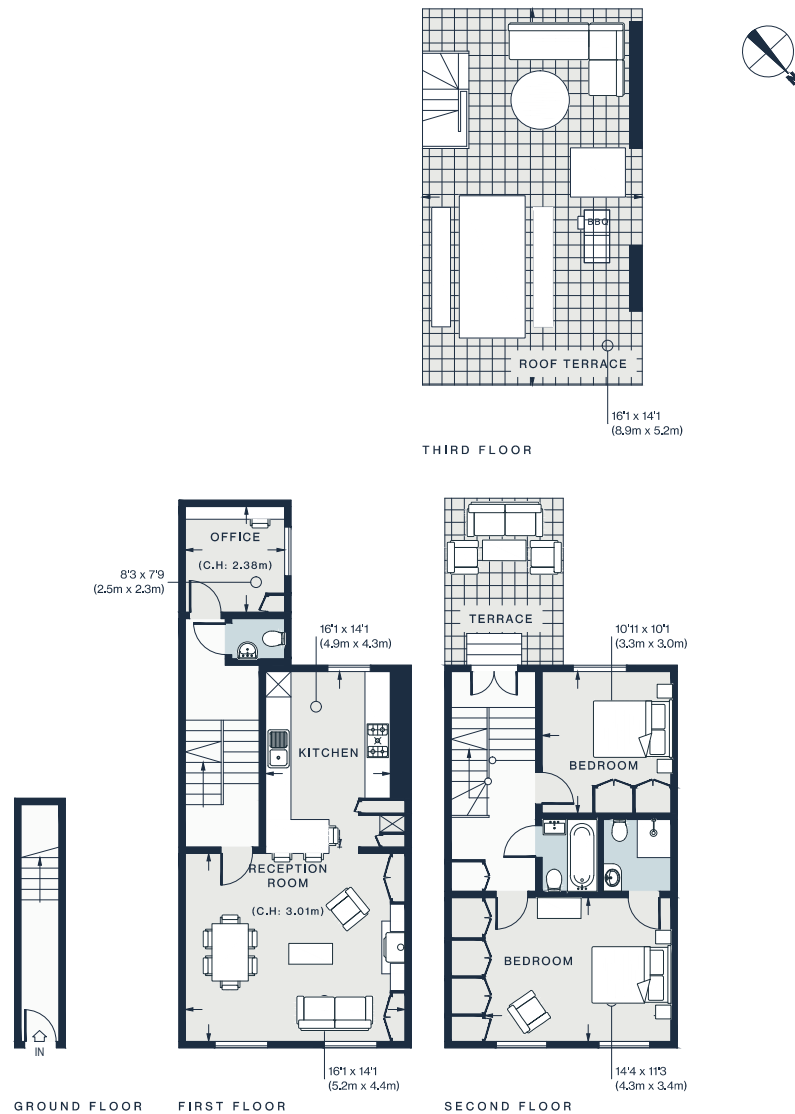 N
BBQ
ROOF TERRACE
16'1 x 14'1
(8.9m x 5.2m)
THIRD FLOOR
OFFICE
(C.H: 2.38m)
8'3 x 7'9
(2.5m x 2.3m)
16'1 x 14'1
(4.9m x 4.3m)
KITCHEN
RECEPTION
ROOM
(C.H: 3.01m)
16'1 x 14'1
(5.2m x 4.4m)
TERRACE
10'11 x 10'1
(3.3m x 3.0m)
BEDROOM
BEDROOM
14'4 x 11'3
(4.3m x 3.4m)
IN
GROUND FLOOR
FIRST FLOOR
SECOND FLOOR